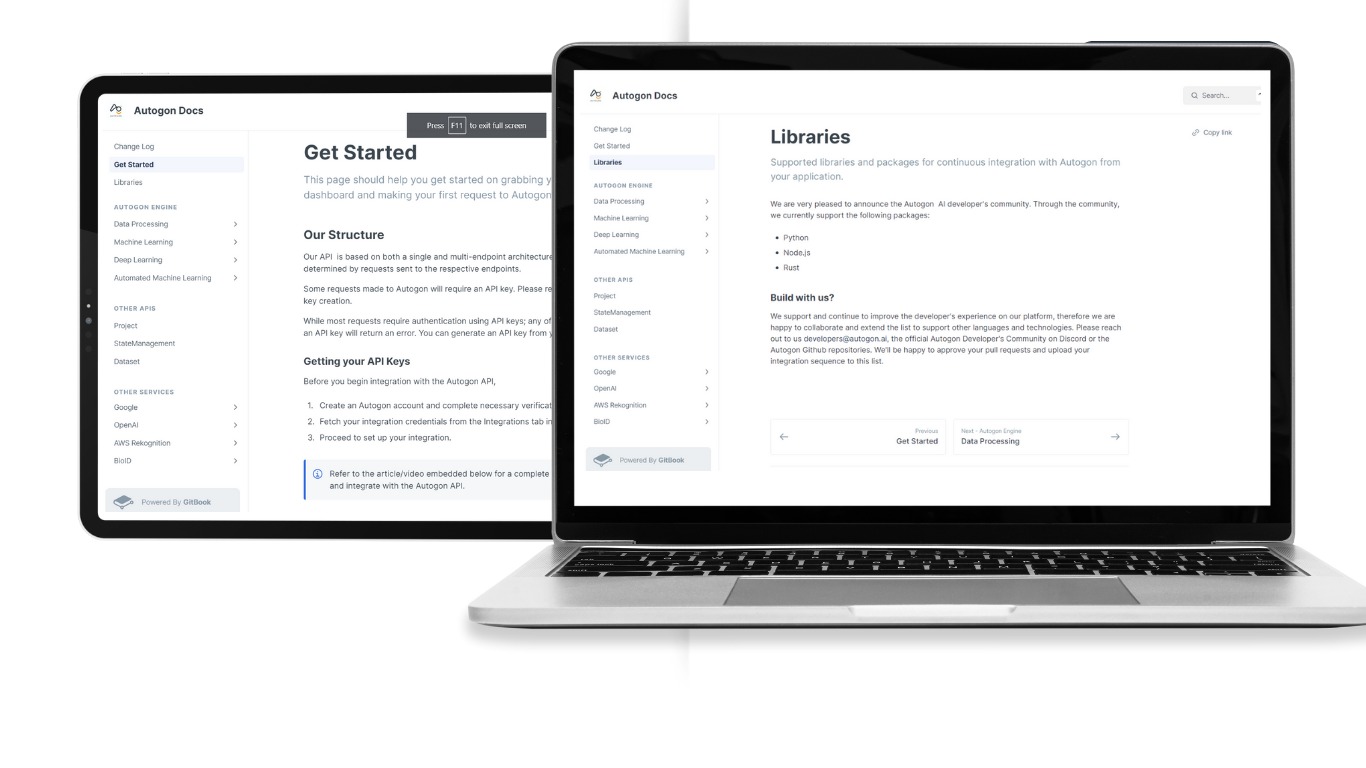 Autogon Docs
Press F11 to exit full screen
Change Log
Get Started
Libraries
AUTOGON ENGINE
Data Processing
Machine Learning
Deep Learning
Automated Machine Learning
OTHER APIS
Project
StateManagement
Dataset
OTHER SERVICES
Google
OpenAI
AWS Rekognition
BioID
Powered By GitBook
Get Started
This page should help you get started on grabbing
dashboard and making your first request to Autogon
Our Structure
Our API is based on both a single and multi-endpoint architecture
determined by requests sent to the respective endpoints.
Some requests made to Autogon will require an API key. Please
key creation.
While most requests require authentication using API keys; any of
an API key will return an error. You can generate an API key from
Getting your API Keys
Before you begin integration with the Autogon API,
1. Create an Autogon account and complete necessary
2. Fetch your integration credentials from the Integrations tab in
3. Proceed to set up your integration.
Refer to the article/video embedded below for a complete
and integrate with the Autogon API.
Autogon Docs
Search...
Change Log
Get Started
Libraries
AUTOGON ENGINE
Data Processing
Machine Learning
Deep Learning
Automated Machine Learning
OTHER APIS
Project
StateManagement
Dataset
OTHER SERVICES
Google
OpenAI
AWS Rekognition
BioID
Powered By GitBook
Libraries
Copy link
Supported libraries and packages for continuous integration with Autogon from
your application.
We are very pleased to announce the Autogon AI developer's community. Through the community,
we currently support the following packages:
• Python
• Node.js
• Rust
Build with us?
We support and continue to improve the developer's experience on our platform, therefore we are
happy to collaborate and extend the list to support other languages and technologies. Please reach
out to us developers@autogon.ai, the official Autogon Developer's Community on Discord or the
Autogon Github repositories. We'll be happy to approve your pull requests and upload your
integration sequence to this list.
Previous
Get Started
Next - Autogon Engine
Data Processing